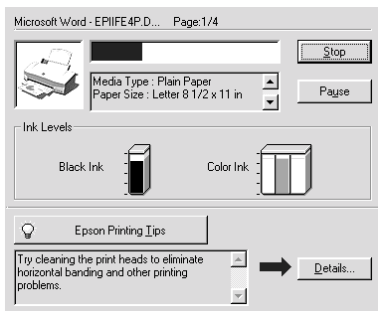 Microsoft Word - EPIIFE4P.D... Page:1/4
Stop
Media Type : Plain Paper
Paper Size : Letter 8 1/2 x 11 in
Pause
Ink Levels
Black Ink
Color Ink
Epson Printing Tips
Try cleaning the print heads to eliminate
horizontal banding and other printing
problems.
Details...